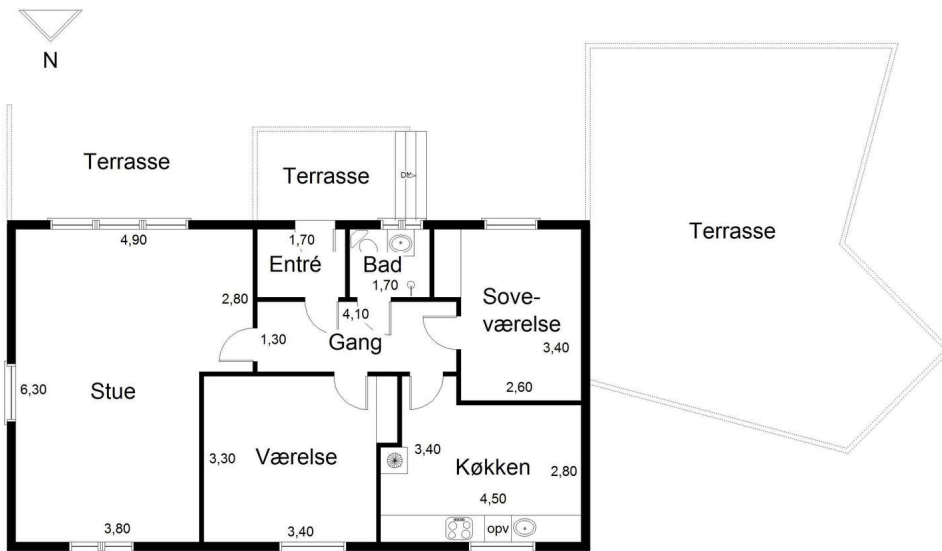 N
Terrasse
Terrasse
Terrasse
DN
4,90
1,70
Entré
Bad
1,70
2,80
4,10
Sove-
værelse
1,30
Gang
3,40
6,30
Stue
2,60
3,30
Værelse
3,40
Køkken
2,80
4,50
3,80
3,40
opv